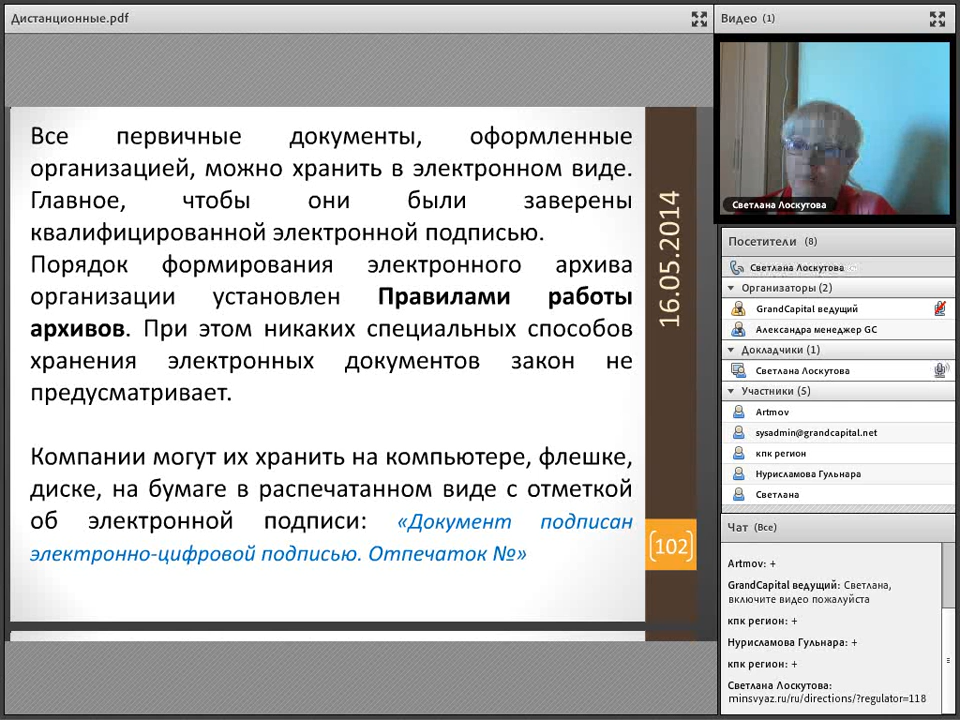 Дистанционные.pdf
Все первичные документы, оформленные
организацией, можно хранить в электронном виде.
Главное, чтобы они были заверены
квалифицированной электронной подписью.
Порядок формирования электронного архива
организации установлен Правилами работы
архивов. При этом никаких специальных способов
хранения электронных документов закон не
предусматривает.
Компании могут их хранить на компьютере, флешке,
диске, на бумаге в распечатанном виде с отметкой
об электронной подписи: «Документ подписан
электронно-цифровой подписью. Отпечаток №»
16.05.2014
102
Видео (1)
Светлана Лоскутова
Посетители (8)
Светлана Лоскутова
Организаторы (2)
GrandCapital ведущий
Александра менеджер GC
Докладчики (1)
Светлана Лоскутова
Участники (5)
Artmov
sysadmin@grandcapital.net
кпк регион
Нурисламова Гульнара
Светлана
Чат (Все)
Artmov: +
GrandCapital ведущий: Светлана,
включите видео пожалуйста
кпк регион: +
Нурисламова Гульнара: +
кпк регион: +
Светлана Лоскутова:
minsvyaz.ru/ru/directions/?regulator=118